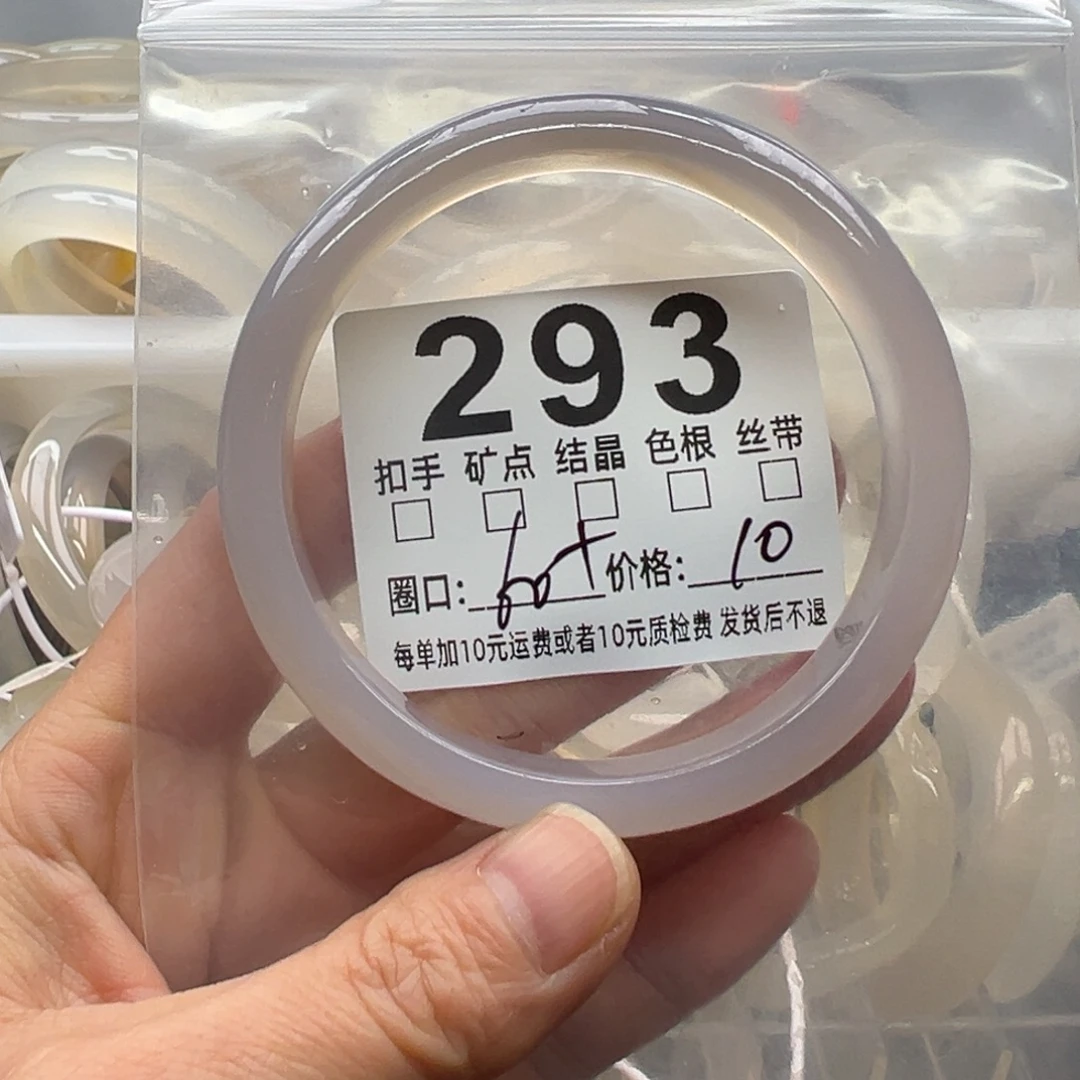 293
扣手 矿点 结晶 色根 丝带
圈口: 60+ 价格: 10
每单加10元运费或者10元质检费 发货后不退